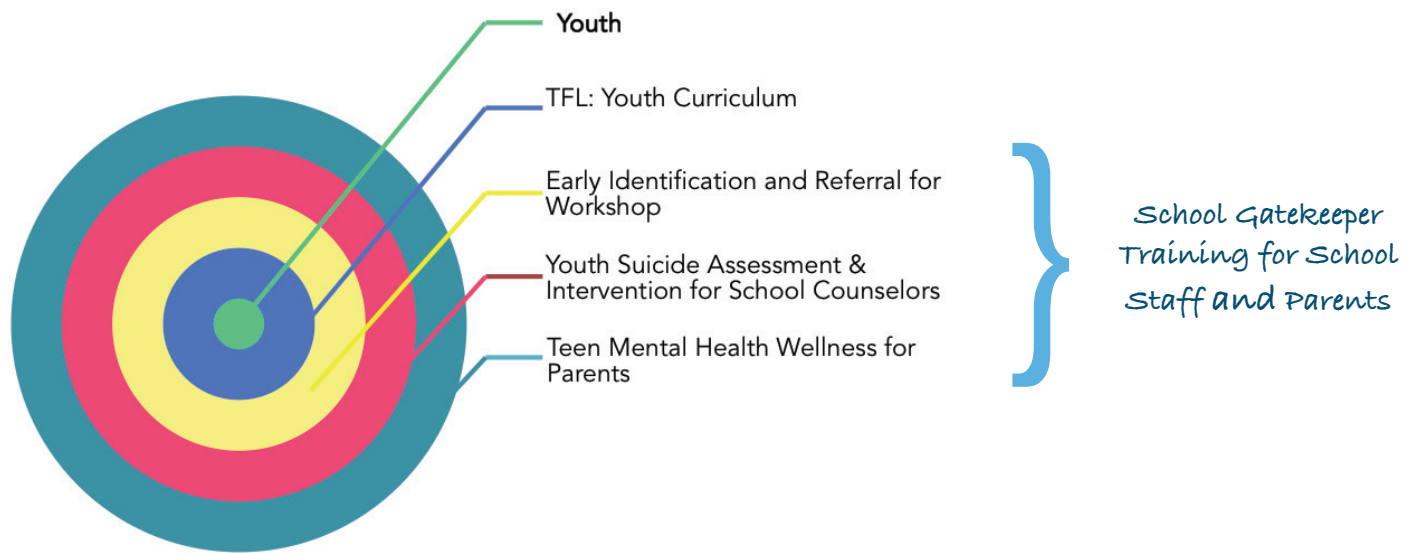 Youth
TFL: Youth Curriculum
Early Identification and Referral for
Workshop
Youth Suicide Assessment &
Intervention for School Counselors
Teen Mental Health Wellness for
Parents
School Gatekeeper
Training for School
Staff and Parents